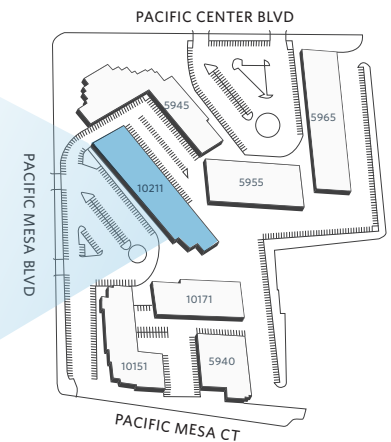 PACIFIC CENTER BLVD
5945
5965
10211
5955
PACIFIC MESA BLVD
10171
10151
5940
PACIFIC MESA CT